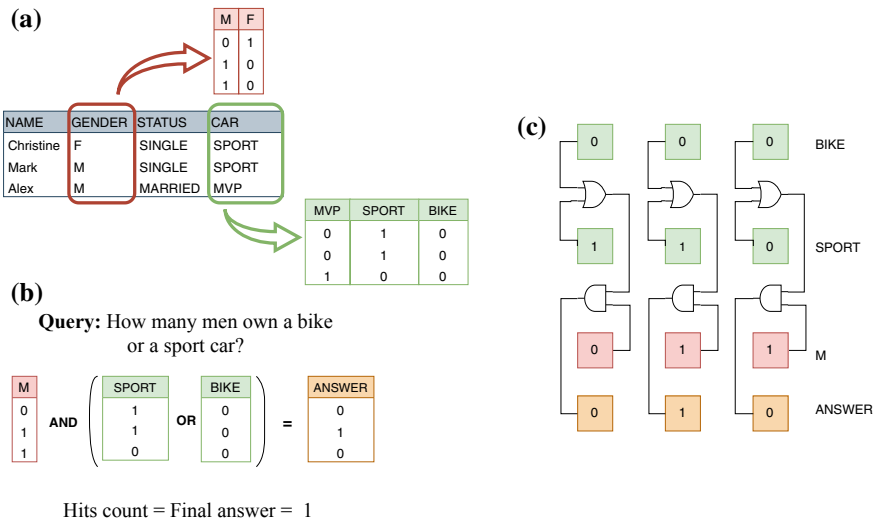 (a)
M F
0 1
1 0
1 0
NAME GENDER STATUS CAR
Christine F SINGLE SPORT
Mark M SINGLE SPORT
Alex M MARRIED MVP
MVP SPORT BIKE
0 1 0
0 1 0
1 0 0
(b)
Query: How many men own a bike
or a sport car?
M SPORT BIKE ANSWER
0 1 0 0
1 AND 1 OR 0 = 1
1 0 0 0
Hits count = Final answer = 1
(c)
0 0 0 BIKE
1 1 0 SPORT
0 1 1 M
0 1 0 ANSWER